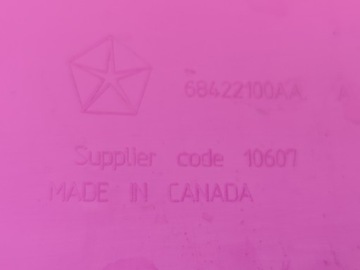 68422100AA A
Supplier code 10607
MADE IN CANADA